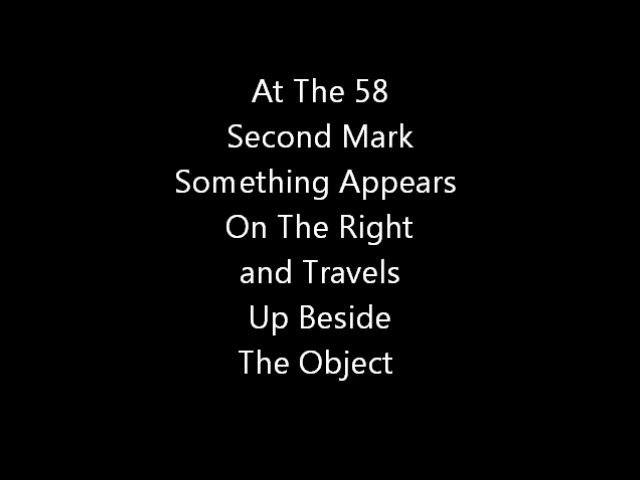 At The 58
Second Mark
Something Appears
On The Right
and Travels
Up Beside
The Object